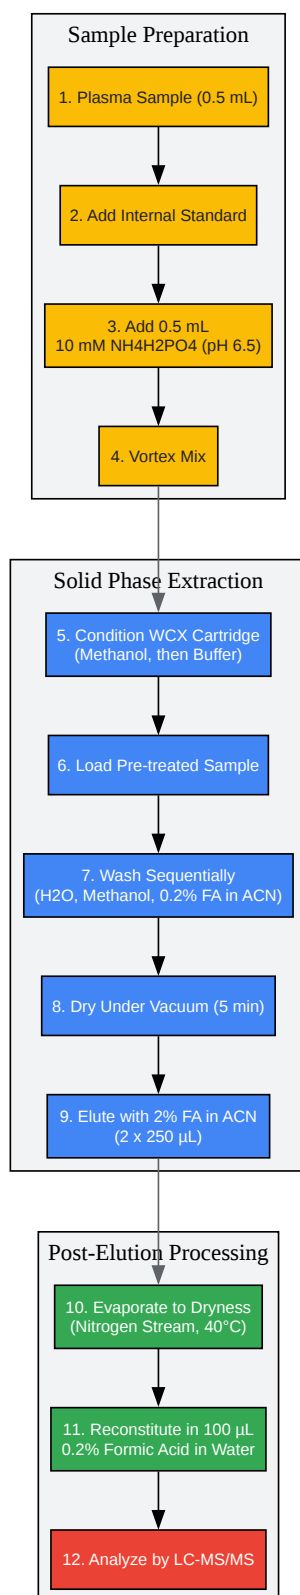 Sample Preparation
1. Plasma Sample (0.5 mL)
2. Add Internal Standard
3. Add 0.5 mL
10 mM NH4H2PO4 (pH 6.5)
4. Vortex Mix
Solid Phase Extraction
5. Condition WCX Cartridge
(Methanol, then Buffer)
6. Load Pre-treated Sample
7. Wash Sequentially
(H2O, Methanol, 0.2% FA in ACN)
8. Dry Under Vacuum (5 min)
9. Elute with 2% FA in ACN
(2 x 250 µL)
Post-Elution Processing
10. Evaporate to Dryness
(Nitrogen Stream, 40°C)
11. Reconstitute in 100 µL
0.2% Formic Acid in Water
12. Analyze by LC-MS/MS